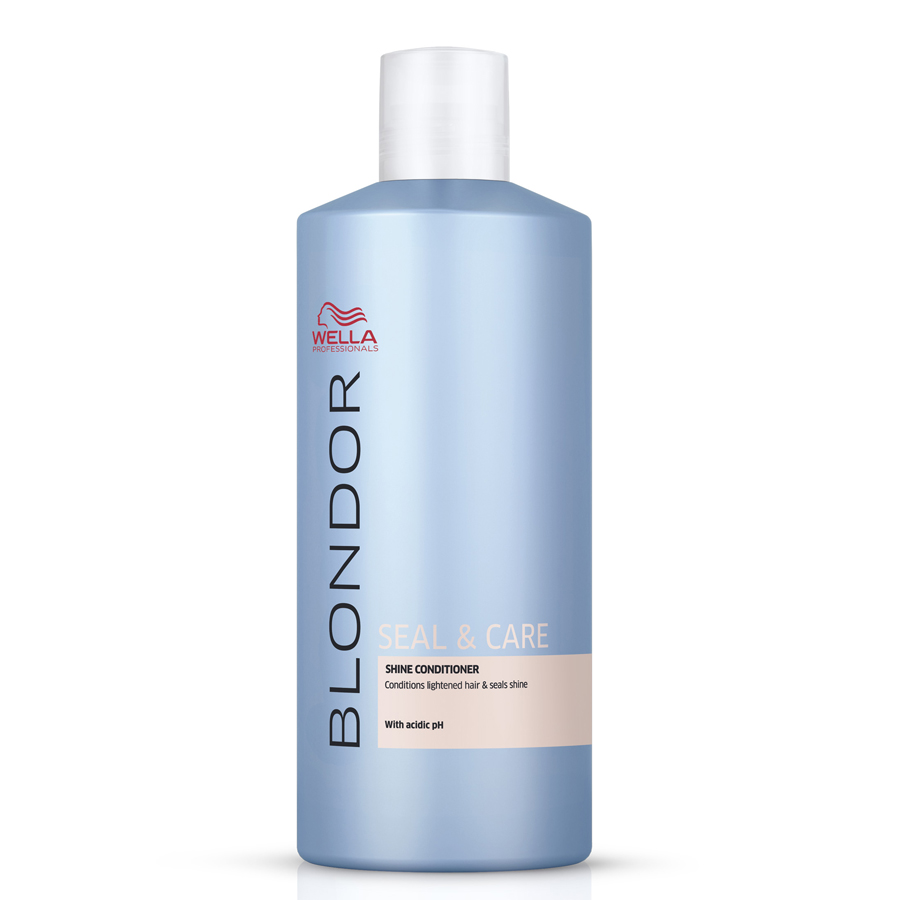 WELLA
PROFESSIONALS
BLONDOR
SEAL & CARE
SHINE CONDITIONER
Conditions lightened hair & seals shine
With acidic pH